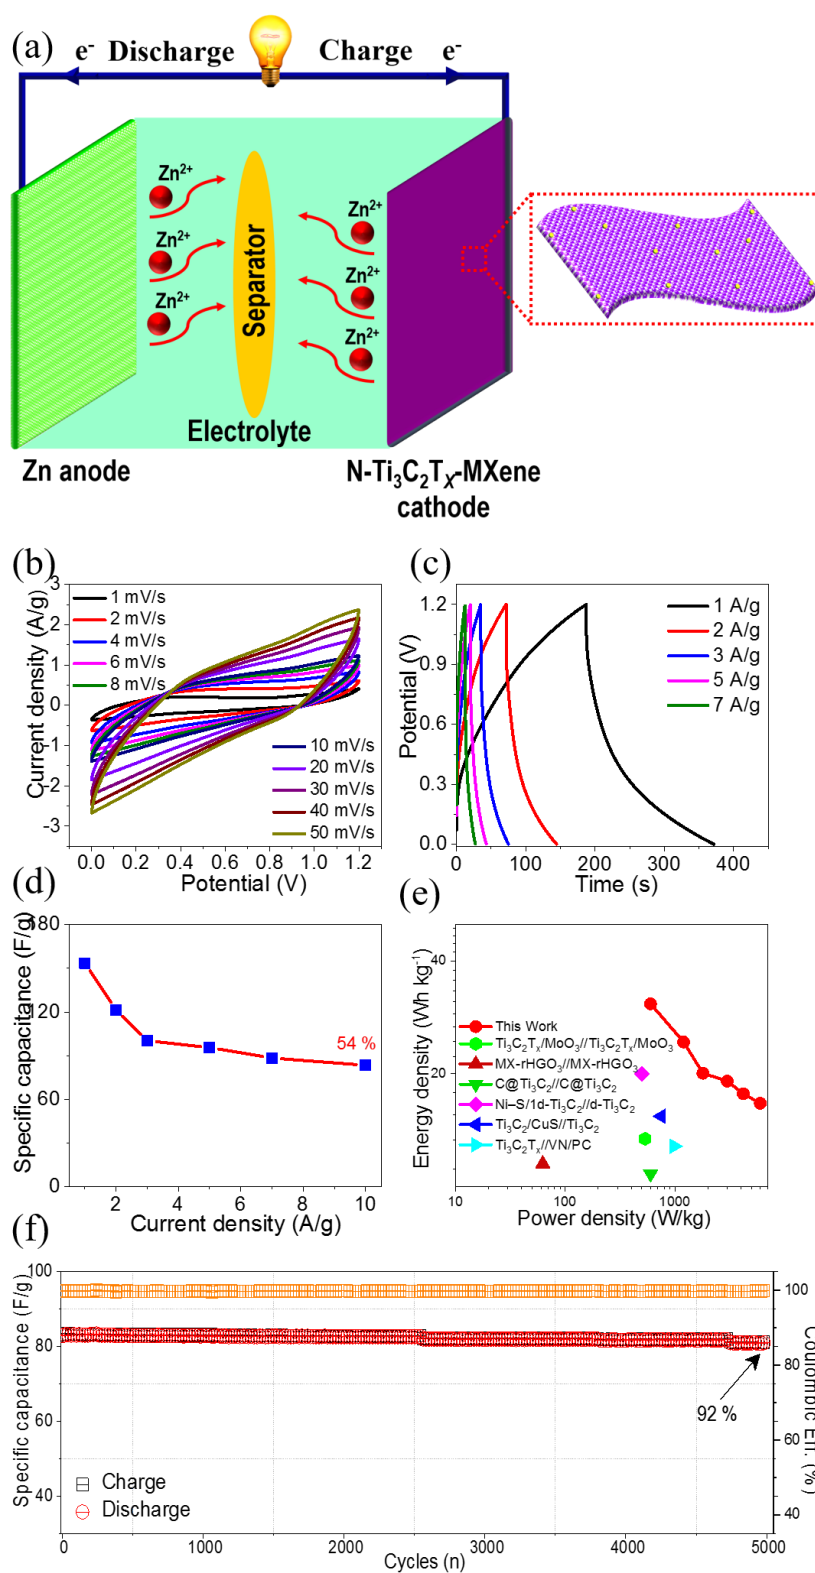 (a)
e⁻ Discharge Charge e⁻
Zn²⁺
Zn²⁺
Zn²⁺
Separator
Zn²⁺
Zn²⁺
Zn²⁺
Electrolyte
Zn anode
N-Ti₃C₂Tₓ-MXene
cathode
(b)
Current density (A/g)
3
2
1
0
-1
-2
-3
1 mV/s
2 mV/s
4 mV/s
6 mV/s
8 mV/s
10 mV/s
20 mV/s
30 mV/s
40 mV/s
50 mV/s
0.0 0.2 0.4 0.6 0.8 1.0 1.2
Potential (V)
(c)
Potential (V)
1.2
0.9
0.6
0.3
0.0
1 A/g
2 A/g
3 A/g
5 A/g
7 A/g
0 100 200 300 400
Time (s)
(d)
Specific capacitance (F/g)
180
120
60
0
54 %
2 4 6 8 10
Current density (A/g)
(e)
Energy density (Wh kg⁻¹)
40
20
This Work
Ti₃C₂Tₓ/MoO₃//Ti₃C₂Tₓ/MoO₃
MX-rHGO₃//MX-rHGO₃
C@Ti₃C₂//C@Ti₃C₂
Ni–S/1d-Ti₃C₂//d-Ti₃C₂
Ti₃C₂/CuS//Ti₃C₂
Ti₃C₂Tₓ//VN/PC
10 100 1000
Power density (W/kg)
(f)
Specific capacitance (F/g)
100
80
60
40
92 %
Charge
Discharge
100
80
60
40
Coulombic Eff. (%)
0 1000 2000 3000 4000 5000
Cycles (n)